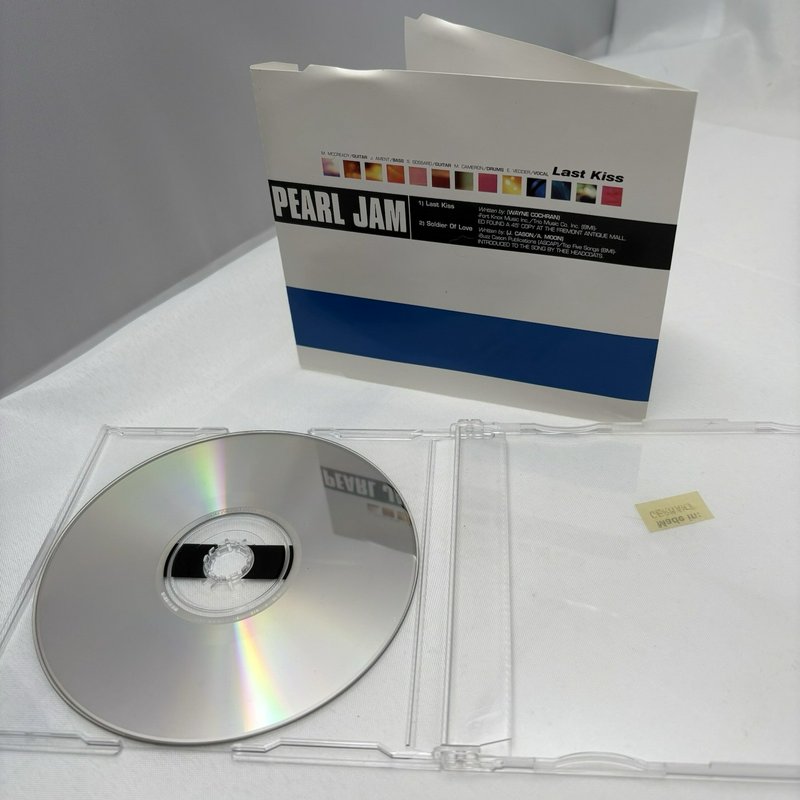 M. MCCREADY/GUITAR J. AMENT/BASS S. GOSSARD/GUITAR M. CAMERON/DRUMS E. VEDDER/VOCAL Last Kiss
PEARL JAM
1) Last Kiss
Written by: (WAYNE COCHRAN)
Fort Knox Music Inc./Trio Music Co. Inc. (BMI)-
ED FOUND A 45' COPY AT THE FREMONT ANTIQUE MALL.
2) Soldier Of Love
Written by: (J. CASON/A. MOON)
Buzz Cason Publications (ASCAP)/Top Five Songs (BMI)-
INTRODUCED TO THE SONG BY THEE HEADCOATS
PEARL J
Made in: